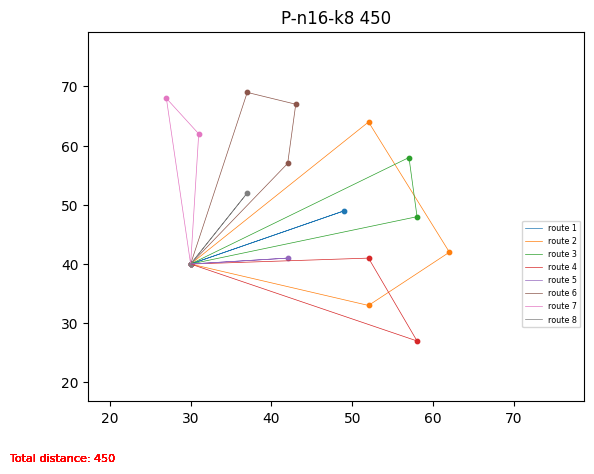 P-n16-k8 450
70
60
50
40
30
20
route 1
route 2
route 3
route 4
route 5
route 6
route 7
route 8
20 30 40 50 60 70
Total distance: 450